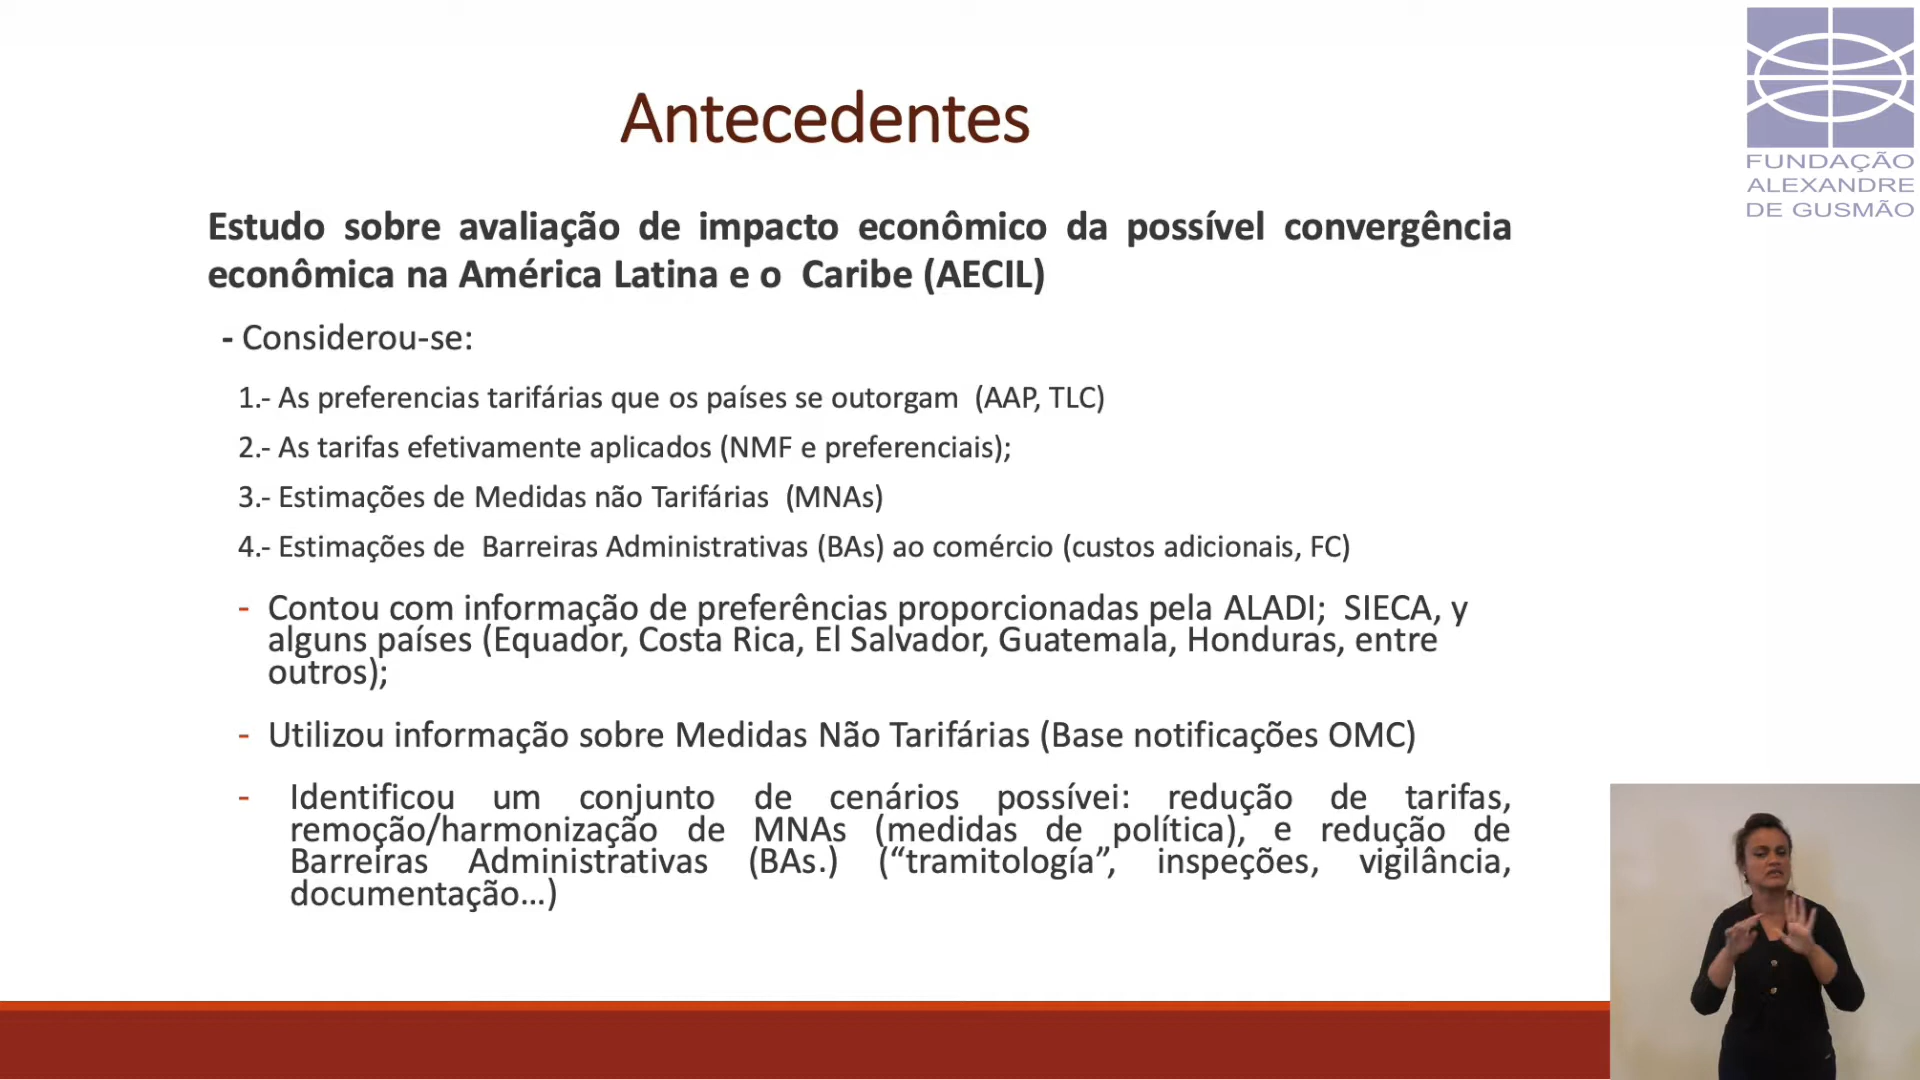 Antecedentes
FUNDAÇÃO
ALEXANDRE
DE GUSMÃO
Estudo sobre avaliação de impacto econômico da possível convergência
econômica na América Latina e o Caribe (AECIL)
- Considerou-se:
1.- As preferencias tarifárias que os países se outorgam (AAP, TLC)
2.- As tarifas efetivamente aplicados (NMF e preferenciais);
3.- Estimações de Medidas não Tarifárias (MNAs)
4.- Estimações de Barreiras Administrativas (BAs) ao comércio (custos adicionais, FC)
- Contou com informação de preferências proporcionadas pela ALADI; SIECA, y
alguns países (Equador, Costa Rica, El Salvador, Guatemala, Honduras, entre
outros);
- Utilizou informação sobre Medidas Não Tarifárias (Base notificações OMC)
- Identificou um conjunto de cenários possívei: redução de tarifas,
remoção/harmonização de MNAs (medidas de política), e redução de
Barreiras Administrativas (BAs.) (“tramitología”, inspeções, vigilância,
documentação...)